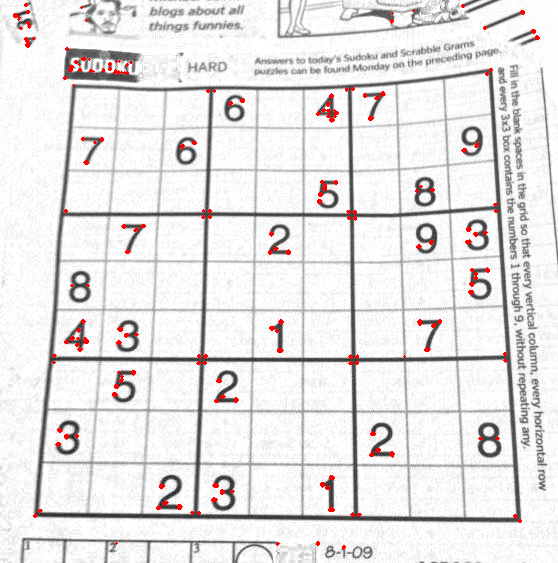 blogs about all
things funnies.
SUDOKU
HARD
Answers to today's Sudoku and Scrabble Grams
puzzles can be found Monday on the preceding page.
Fill in the blank spaces in the grid so that every vertical column, every horizontal row
and every 3x3 box contains the numbers 1 through 9, without repeating any.
6 4 7
7 6 9
5 8
7 2 9 3
8 5
4 3 1 7
5 2
3 2 8
2 3 1
1 2 3
8-1-09